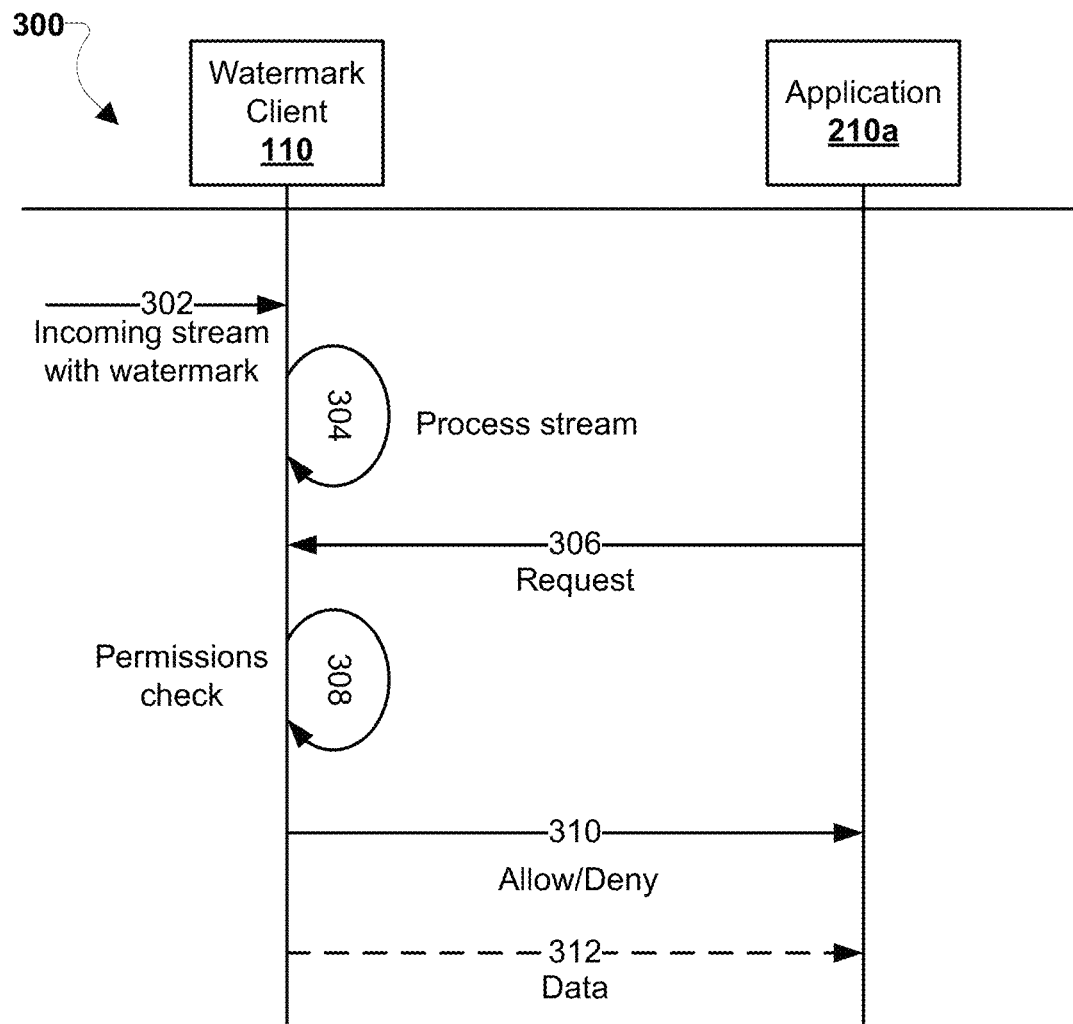 300
Watermark
Client
110
Application
210a
302
Incoming stream
with watermark
304
Process stream
306
Request
Permissions
check
308
310
Allow/Deny
312
Data